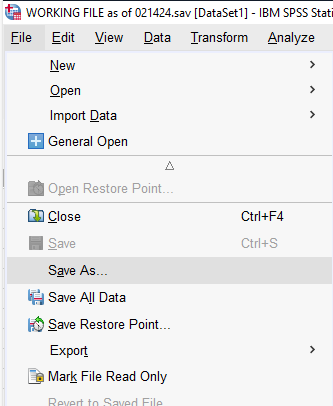 WORKING FILE as of 021424.sav [DataSet1] - IBM SPSS Stati
File Edit View Data Transform Analyze
New
Open
Import Data
General Open
Open Restore Point...
Close Ctrl+F4
Save Ctrl+S
Save As...
Save All Data
Save Restore Point...
Export
Mark File Read Only
Revert to Saved File